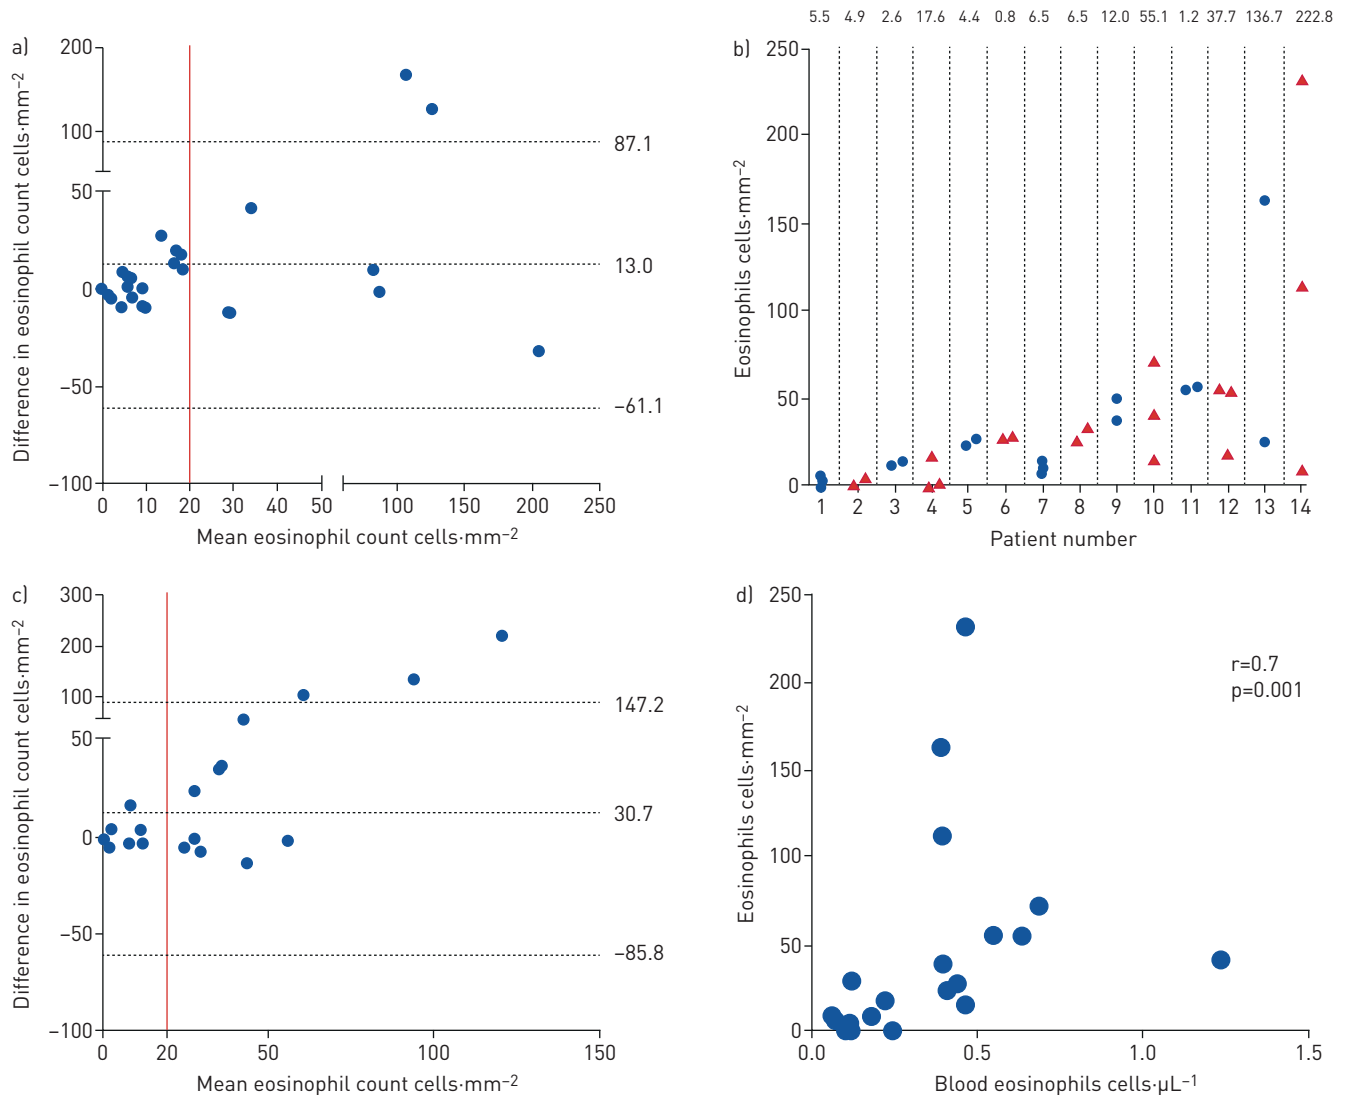 a)
200
100
50
0
−50
−100
Difference in eosinophil count cells·mm−2
87.1
13.0
−61.1
0 10 20 30 40 50 100 150 200 250
Mean eosinophil count cells·mm−2
5.5 4.9 2.6 17.6 4.4 0.8 6.5 6.5 12.0 55.1 1.2 37.7 136.7 222.8
b)
250
200
150
100
50
0
Eosinophils cells·mm−2
1 2 3 4 5 6 7 8 9 10 11 12 13 14
Patient number
c)
300
200
100
50
0
−50
−100
Difference in eosinophil count cells·mm−2
147.2
30.7
−85.8
0 20 50 100 150
Mean eosinophil count cells·mm−2
d)
250
200
150
100
50
0
Eosinophils cells·mm−2
r=0.7
p=0.001
0.0 0.5 1.0 1.5
Blood eosinophils cells·µL−1